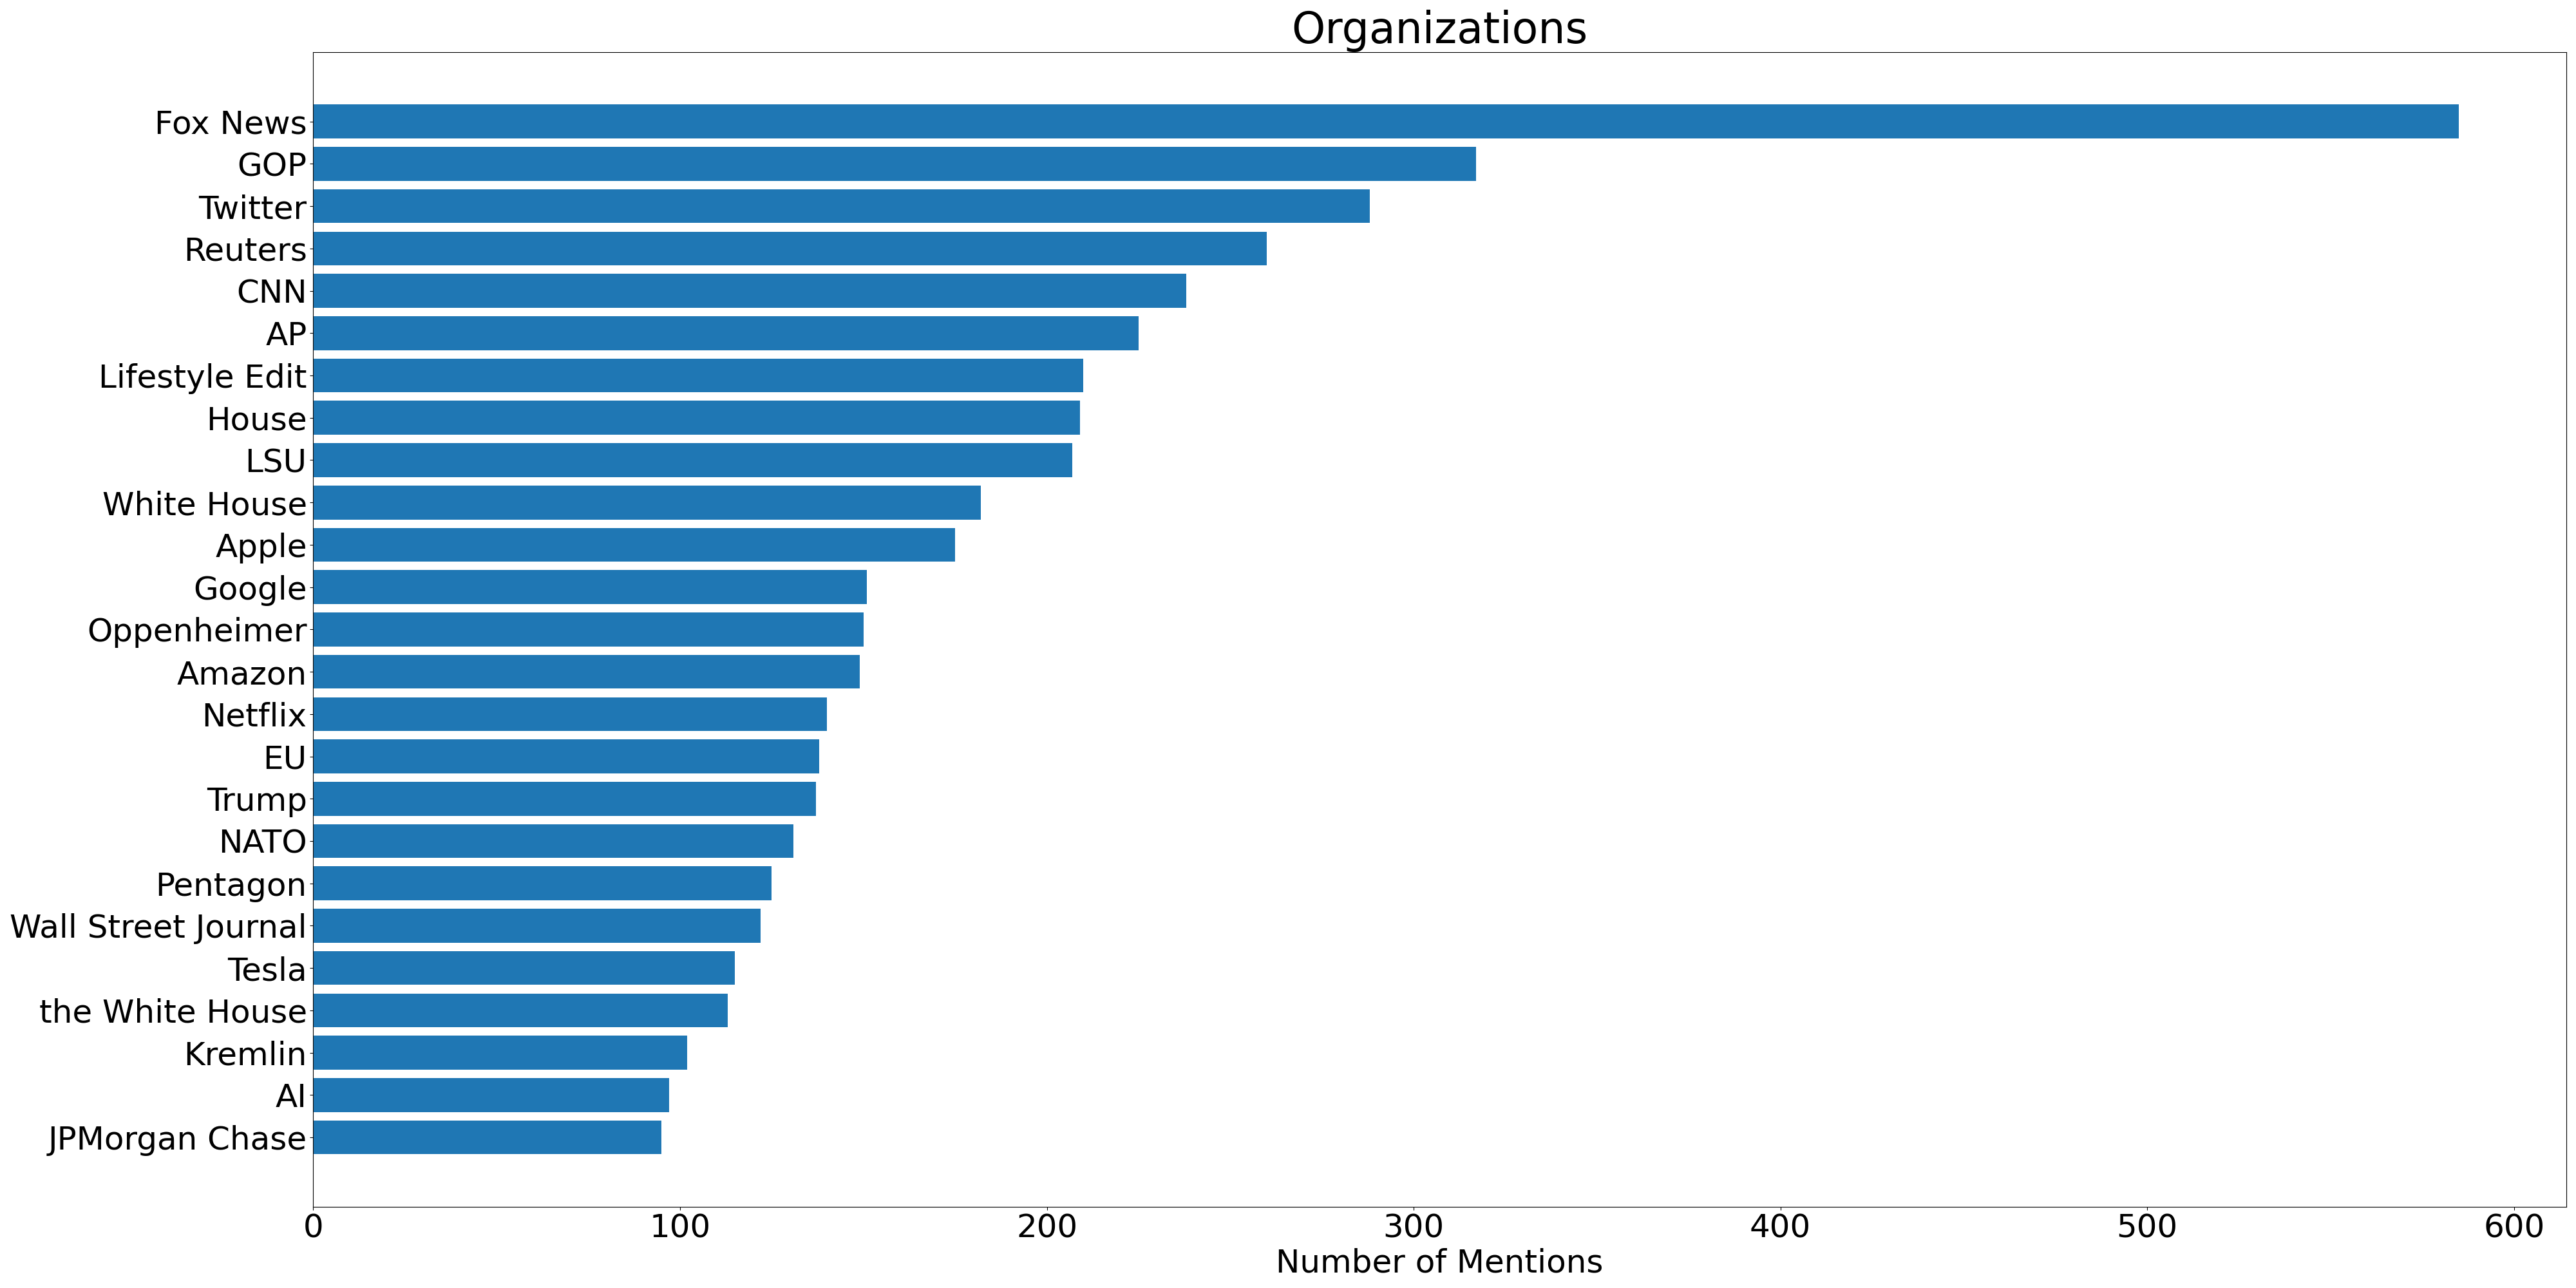 Organizations
Fox News
GOP
Twitter
Reuters
CNN
AP
Lifestyle Edit
House
LSU
White House
Apple
Google
Oppenheimer
Amazon
Netflix
EU
Trump
NATO
Pentagon
Wall Street Journal
Tesla
the White House
Kremlin
AI
JPMorgan Chase
0 100 200 300 400 500 600
Number of Mentions